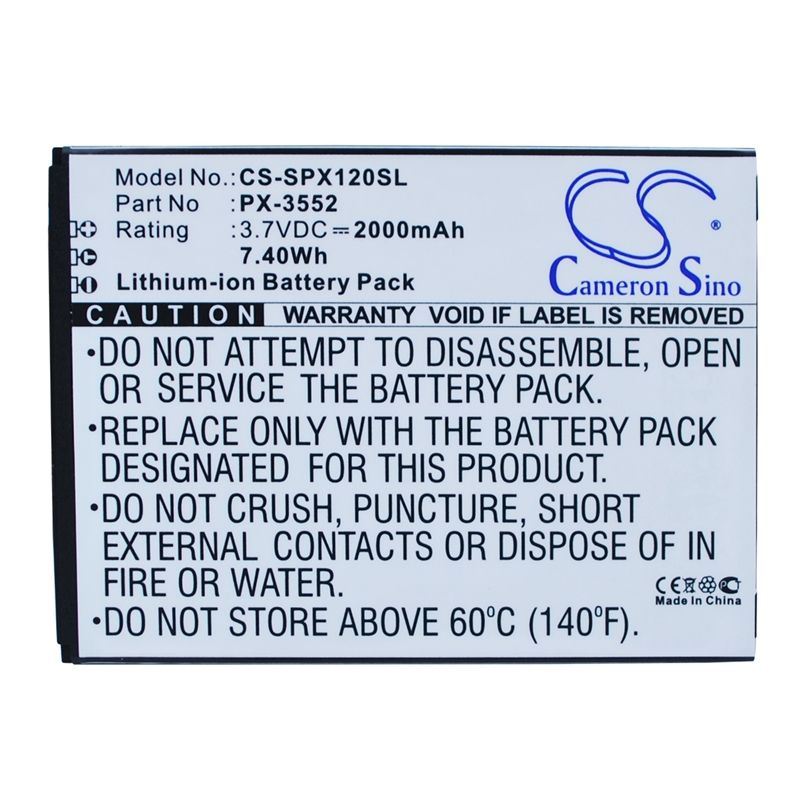 Model No.: CS-SPX120SL
Part No : PX-3552
Rating : 3.7VDC 2000mAh
7.40Wh
Lithium-ion Battery Pack
CS ®
Cameron Sino
CAUTION WARRANTY VOID IF LABEL IS REMOVED
•DO NOT ATTEMPT TO DISASSEMBLE, OPEN
OR SERVICE THE BATTERY PACK.
•RECHARGE ONLY WITH THE BATTERY PACK
DESIGNATED FOR THIS PRODUCT.
•DO NOT CRUSH, PUNCTURE, SHORT
EXTERNAL CONTACTS, OR DISPOSE OF
IN FIRE OR WATER.
•DO NOT STORE ABOVE 60°C (140°F).
CE
Made In China